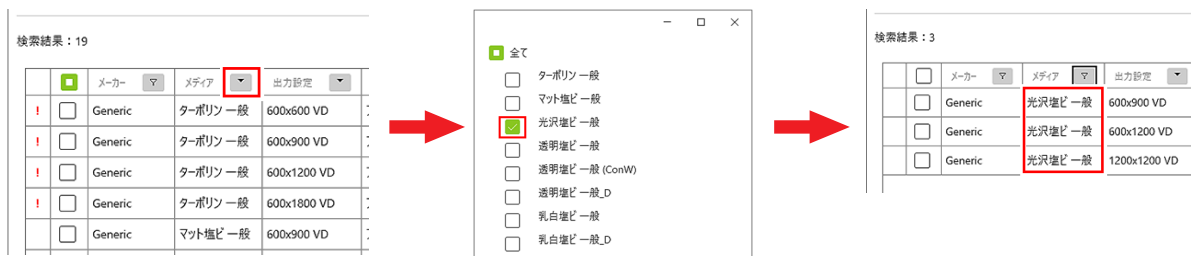 検索結果：19
メーカー メディア 出力設定
! Generic ターポリン 一般 600x600 VD
! Generic ターポリン 一般 600x900 VD
! Generic ターポリン 一般 600x1200 VD
! Generic ターポリン 一般 600x1800 VD
Generic マット塩ビ 一般 600x900 VD
全て
ターポリン 一般
マット塩ビ 一般
光沢塩ビ 一般
透明塩ビ 一般
透明塩ビ 一般 (ConW)
透明塩ビ 一般_D
乳白塩ビ 一般
乳白塩ビ 一般_D
検索結果：3
メーカー メディア 出力設定
Generic 光沢塩ビ 一般 600x900 VD
Generic 光沢塩ビ 一般 600x1200 VD
Generic 光沢塩ビ 一般 1200x1200 VD